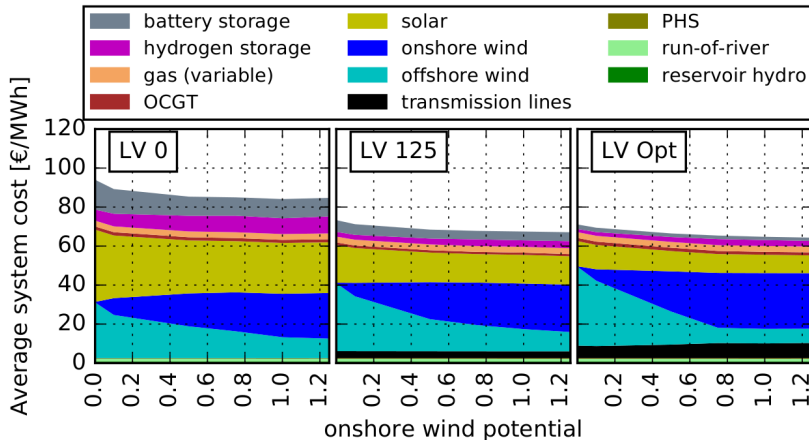 battery storage solar PHS
hydrogen storage onshore wind run-of-river
gas (variable) offshore wind reservoir hydro
OCGT transmission lines
Average system cost [€/MWh]
120
100
80
60
40
20
0
LV 0 LV 125 LV Opt
0.0 0.2 0.4 0.6 0.8 1.0 1.2 0.2 0.4 0.6 0.8 1.0 1.2 0.2 0.4 0.6 0.8 1.0 1.2
onshore wind potential